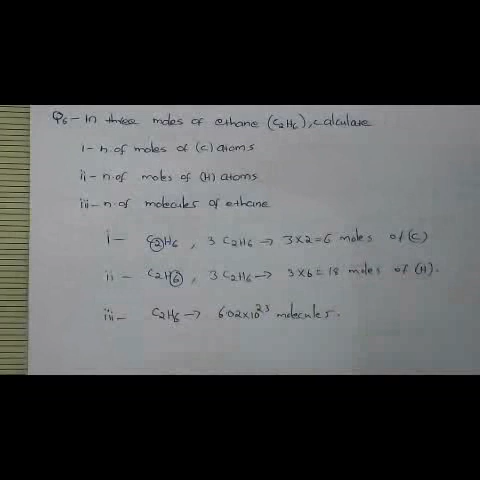 Q6- In three moles of ethane (C2H6), calculate
i- n.of moles of (C) atoms
ii- n.of moles of (H) atoms
iii- n.of molecules of ethane
i- C2H6 , 3 C2H6 → 3x2=6 moles of (C)
ii- C2H6 , 3 C2H6 → 3x6=18 moles of (H).
iii- C2H6 → 6.02x10²³ molecules.